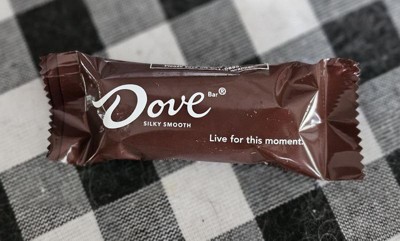 Dove Bar®
SILKY SMOOTH
Live for this moment.